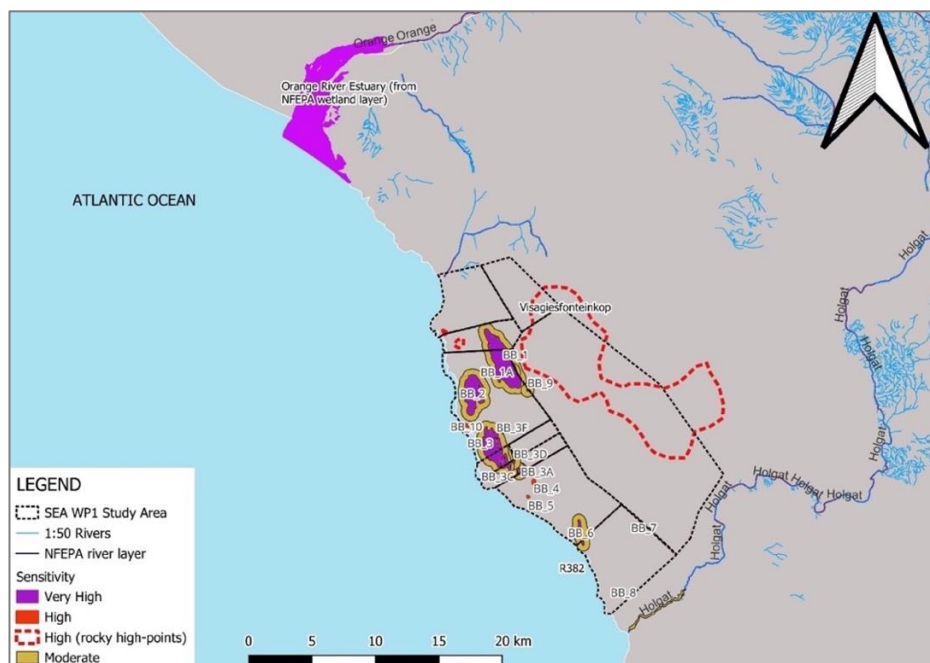 Orange Orange
Orange River Estuary (from
NFEPA wetland layer)
ATLANTIC OCEAN
Holgat
Holgat
Visagiesfonteinkop
BB_1
BB_1A
BB_9
BB_2
BB_10
BB_3F
BB_3
BB_3D
BB_3A
BB_3C
BB_4
BB_5
BB_6
BB_7
BB_8
R382
Holgat
Holgat Holgat Holgat
Holgat
Holgat
Holgat
LEGEND
SEA WP1 Study Area
1:50 Rivers
NFEPA river layer
Sensitivity
Very High
High
High (rocky high-points)
Moderate
0 5 10 15 20 km